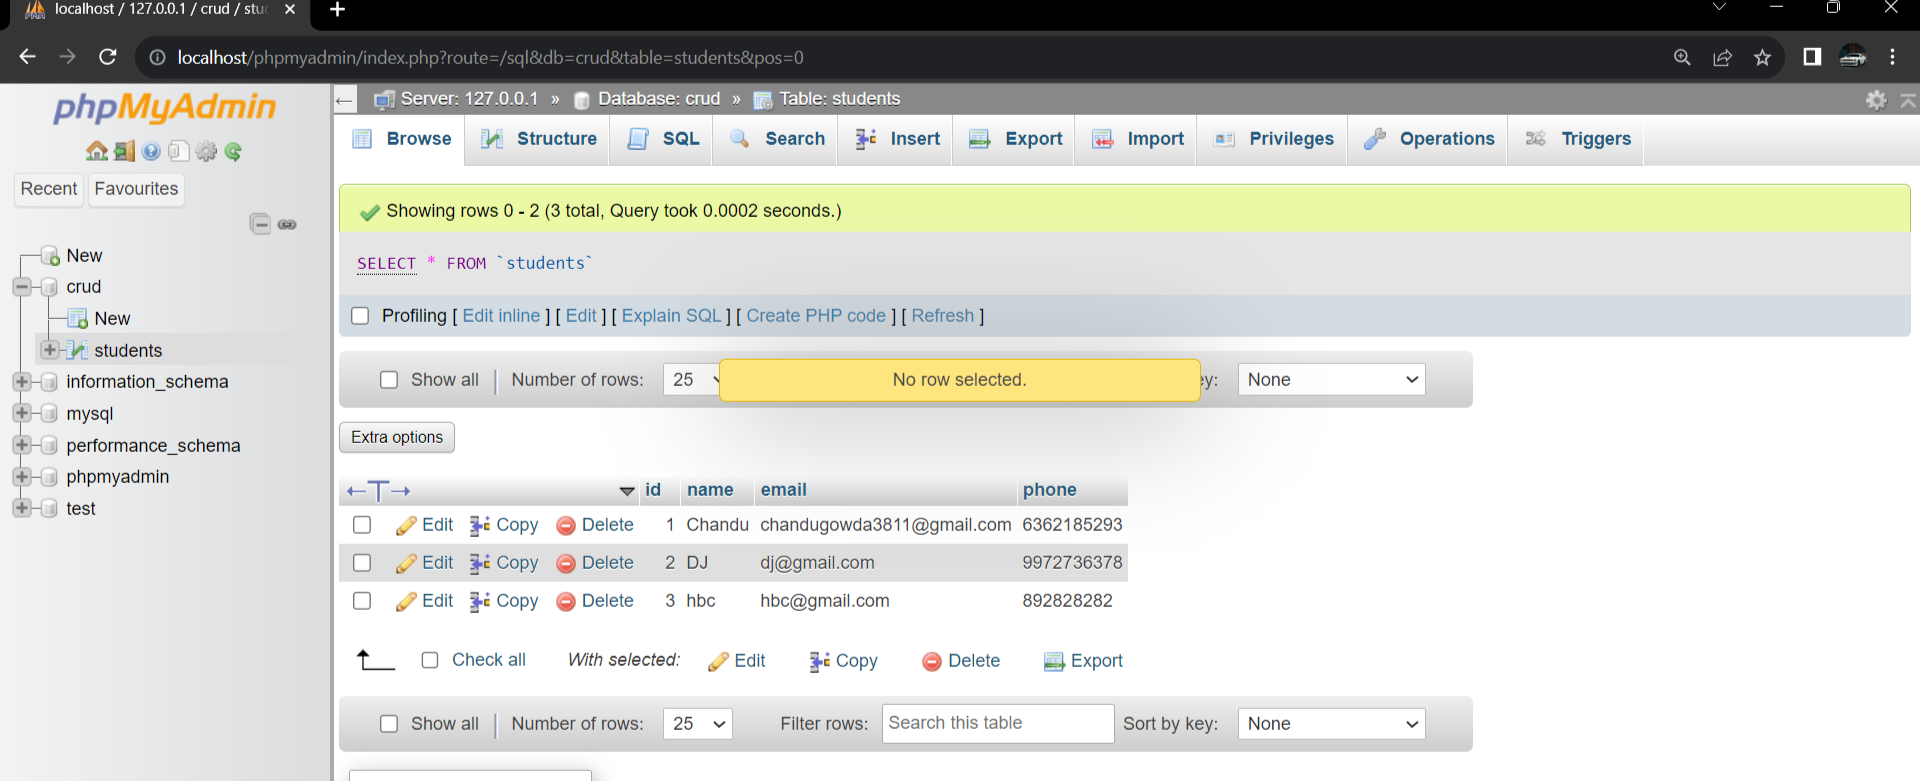 localhost / 127.0.0.1 / crud / stu
localhost/phpmyadmin/index.php?route=/sql&db=crud&table=students&pos=0
phpMyAdmin
Recent Favourites
New
crud
New
students
information_schema
mysql
performance_schema
phpmyadmin
test
Server: 127.0.0.1 » Database: crud » Table: students
Browse Structure SQL Search Insert Export Import Privileges Operations Triggers
Showing rows 0 - 2 (3 total, Query took 0.0002 seconds.)
SELECT * FROM `students`
Profiling [ Edit inline ] [ Edit ] [ Explain SQL ] [ Create PHP code ] [ Refresh ]
Show all | Number of rows: 25 No row selected. ey: None
Extra options
←T→ id name email phone
Edit Copy Delete 1 Chandu chandugowda3811@gmail.com 6362185293
Edit Copy Delete 2 DJ dj@gmail.com 9972736378
Edit Copy Delete 3 hbc hbc@gmail.com 892828282
Check all With selected: Edit Copy Delete Export
Show all | Number of rows: 25 Filter rows: Search this table Sort by key: None